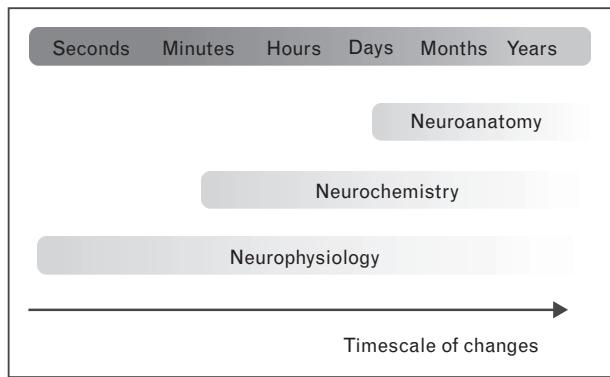 Seconds Minutes Hours Days Months Years
Neuroanatomy
Neurochemistry
Neurophysiology
Timescale of changes